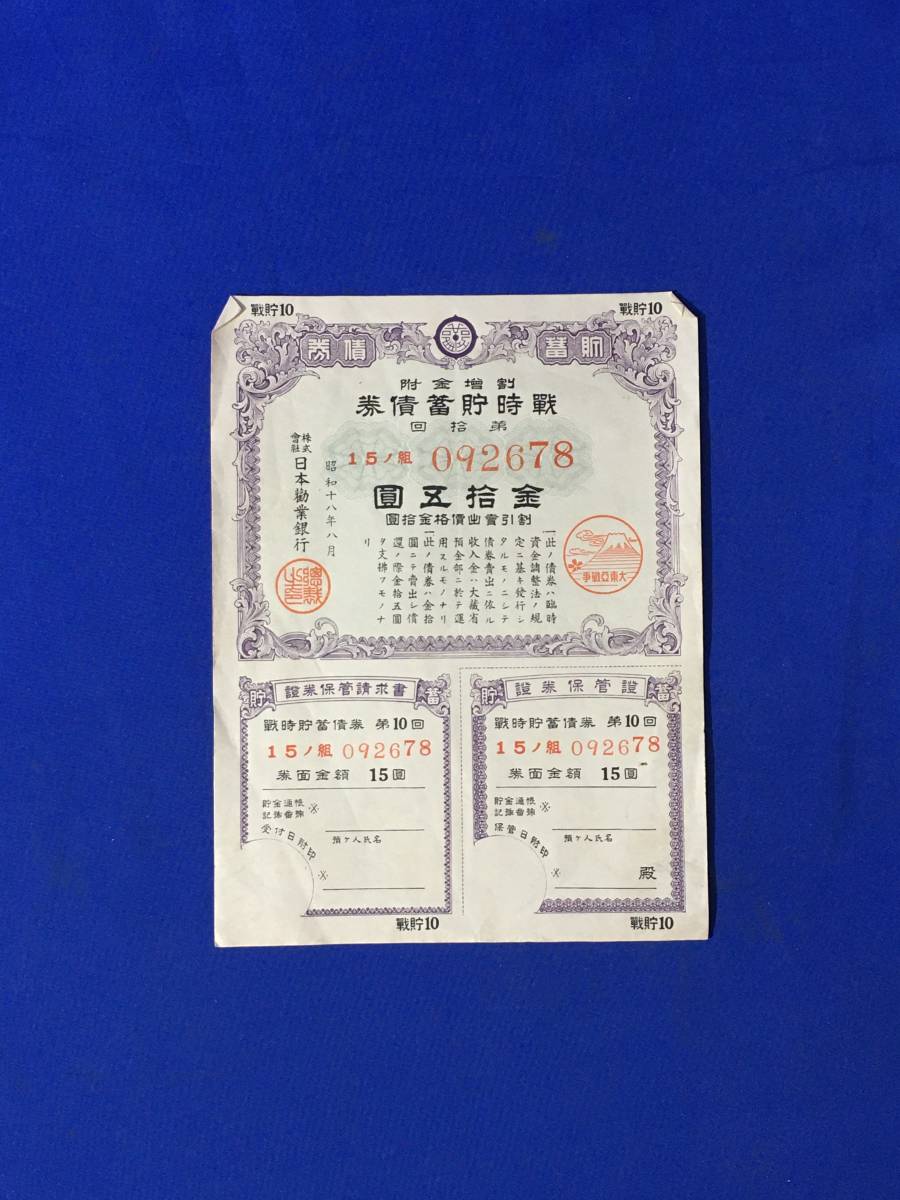 戰貯10
戰貯10
貯蓄
債券
割增金附
戰時貯蓄債券
第拾回
15ノ組 092678
金拾五圓
割引賣出價格金拾圓
一此ノ債券ハ臨時
資金調整法ノ規
定ニ基キ發行シ
タルモノニシテ
債券賣出ニ依ル
收入金ハ大藏省
預金部ニ於テ運
用スルモノナリ
一此ノ債券ハ金拾
圓ニテ賣出シ償
還ノ際金拾五圓
ヲ支拂フモノナ
リ
大東亞戰爭
昭和十八年八月
株式會社 日本勸業銀行
總裁之印
貯 證券保管請求書 蓄
戰時貯蓄債券 第10回
15ノ組 092678
券面金額 15圓
貯金通帳
記號番號 ※
受付日附印 ※
預ケ人氏名
戰貯10
貯 證券保管證 蓄
戰時貯蓄債券 第10回
15ノ組 092678
券面金額 15圓
貯金通帳
記號番號 ※
保管日附印 ※
預ケ人氏名
殿
戰貯10